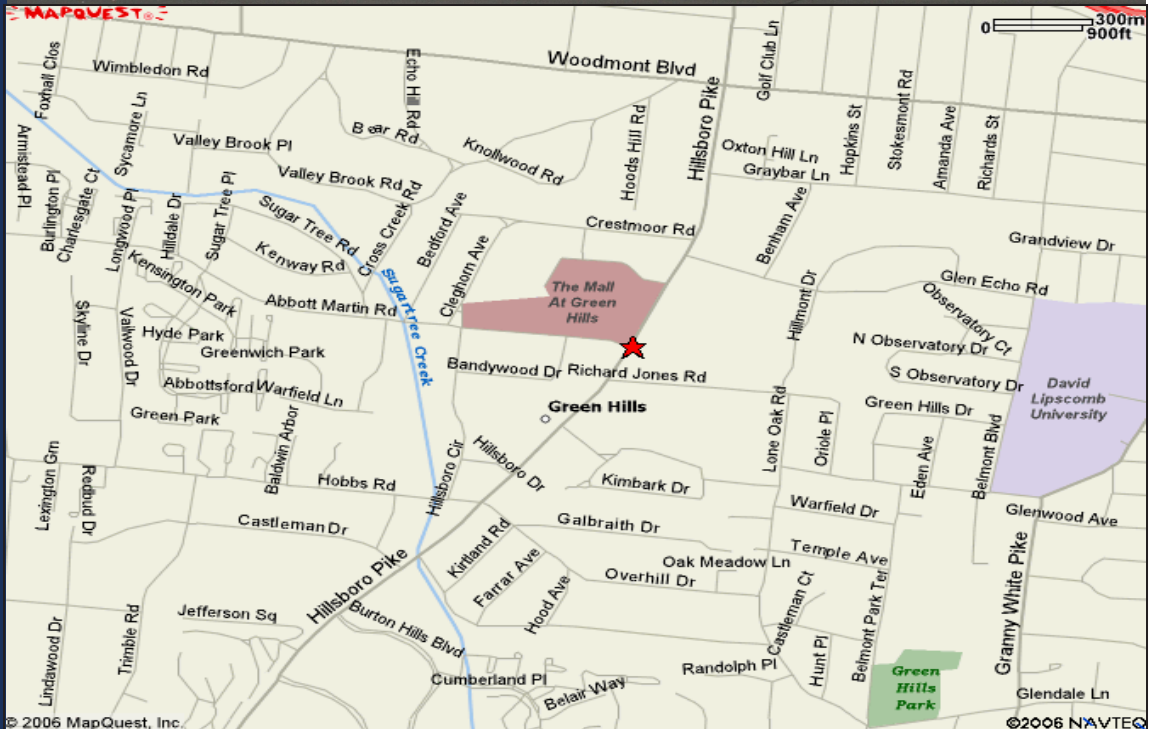 MAPQUEST
0
300m
900ft
Foxhall Clos
Wimbledon Rd
Echo Hill Rd
Woodmont Blvd
Golf Club Ln
Hillsboro Pike
Sycamore Ln
Armistead Pl
Valley Brook Pl
Bear Rd
Knollwood Rd
Hoods Hill Rd
Oxton Hill Ln
Graybar Ln
Hopkins St
Stokesmont Rd
Amanda Ave
Richards St
Burlington Pl
Charlesgate Ct
Longwood Pl
Hilldale Dr
Sugar Tree Pl
Valley Brook Rd
Sugar Tree Rd
Cross Creek Rd
Bedford Ave
Cleghorn Ave
Crestmoor Rd
Benham Ave
Grandview Dr
Kensington Park
Kenway Rd
Abbott Martin Rd
Sugartree Creek
The Mall
At Green
Hills
Hillmont Dr
Glen Echo Rd
Observatory Ct
Skyline Dr
Vailwood Dr
Hyde Park
Greenwich Park
N Observatory Dr
S Observatory Dr
Bandywood Dr
Richard Jones Rd
David
Lipscomb
University
Abbottsford
Warfield Ln
Green Park
Green Hills
Green Hills Dr
Lone Oak Rd
Oriole Pl
Eden Ave
Belmont Blvd
Lexington Grn
Redbud Dr
Baldwin Arbor
Hobbs Rd
Hillsboro Cir
Hillsboro Dr
Kimbark Dr
Warfield Dr
Glenwood Ave
Castleman Dr
Kirtland Rd
Galbraith Dr
Temple Ave
Oak Meadow Ln
Overhill Dr
Farrar Ave
Hood Ave
Hillsboro Pike
Castleman Ct
Belmont Park Ter
Granny White Pike
Jefferson Sq
Burton Hills Blvd
Lindawood Dr
Trimble Rd
Randolph Pl
Hunt Pl
Cumberland Pl
Belair Way
Green
Hills
Park
Glendale Ln
© 2006 MapQuest, Inc.
©2006 NAVTEQ